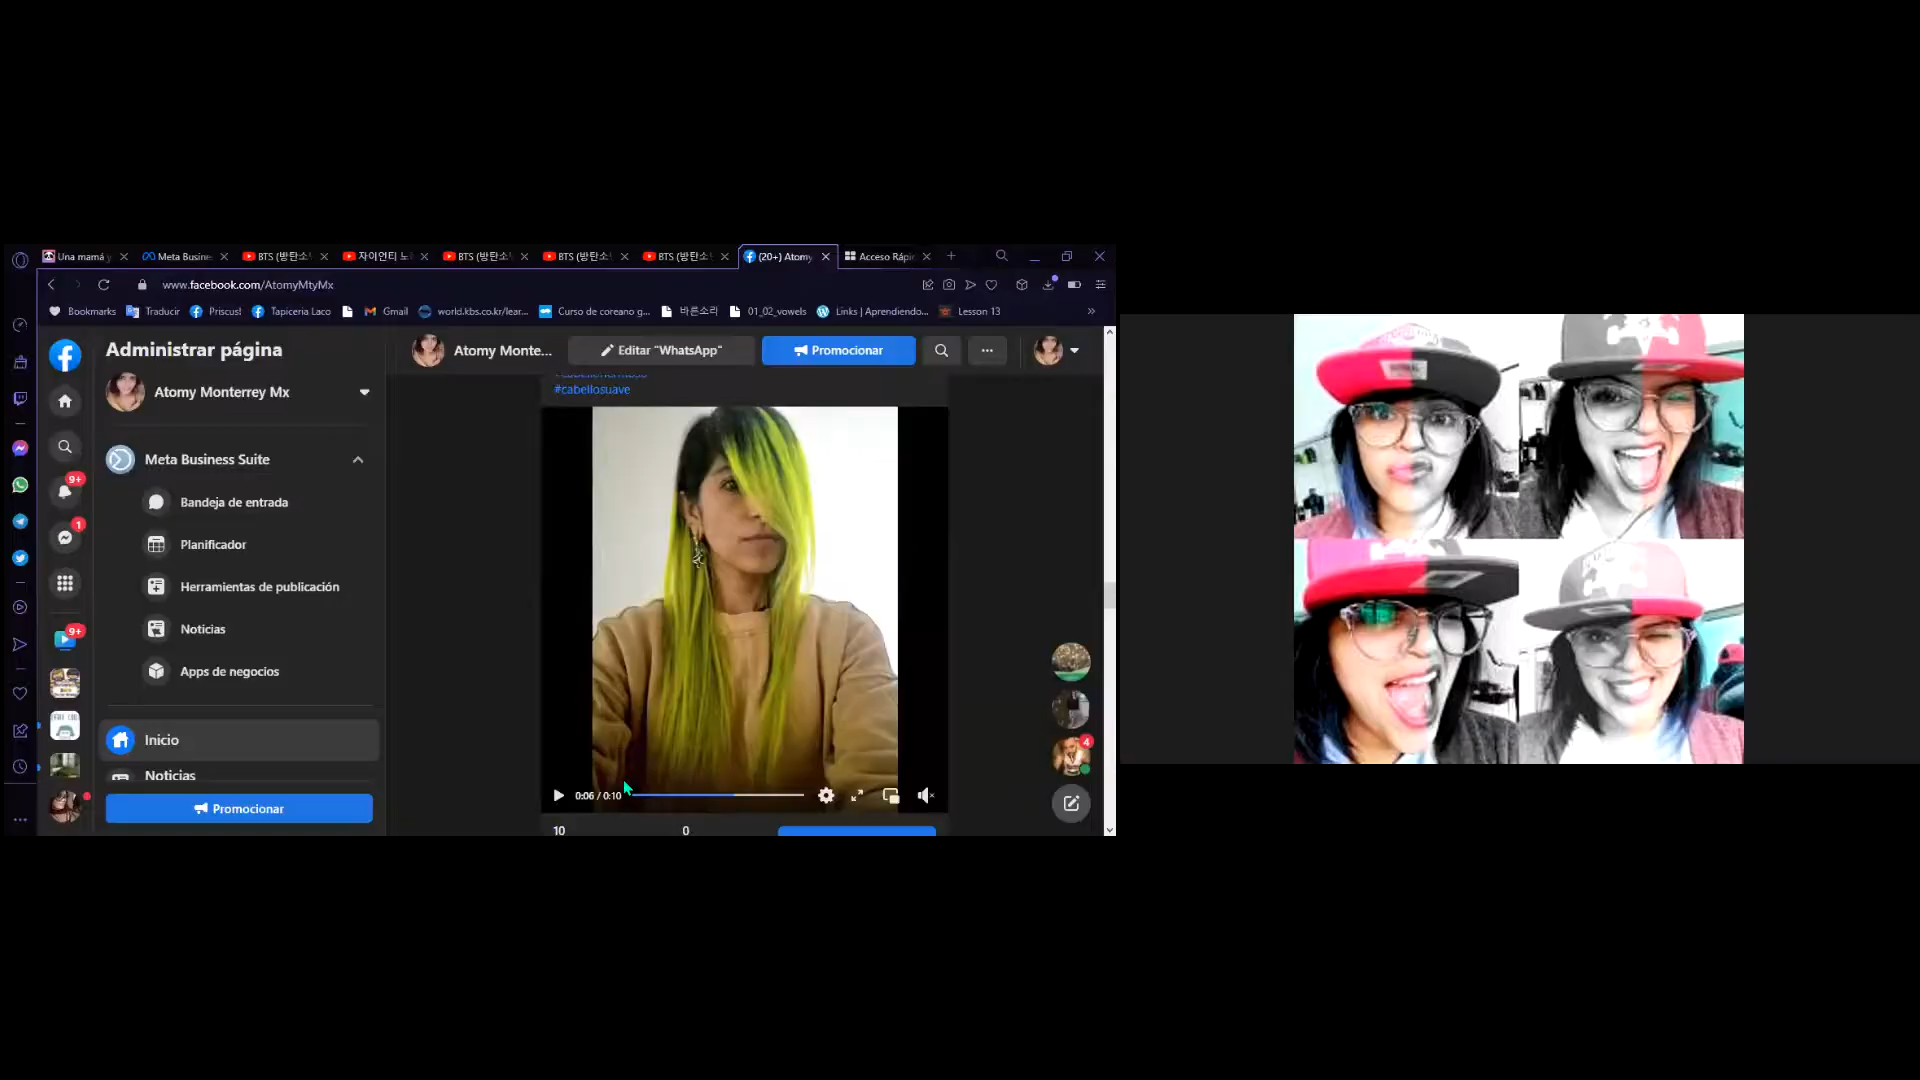 Una mamá y
Meta Busine
BTS (방탄소
자이언티 노
BTS (방탄소
BTS (방탄소
BTS (방탄소
(20+) Atomy
Acceso Rápi
www.facebook.com/AtomyMtyMx
Bookmarks
Traducir
Priscus!
Tapiceria Laco
Gmail
world.kbs.co.kr/lear...
Curso de coreano g...
바른소리
01_02_vowels
Links | Aprendiendo...
Lesson 13
Administrar página
Atomy Monterrey Mx
Meta Business Suite
Bandeja de entrada
Planificador
Herramientas de publicación
Noticias
Apps de negocios
Inicio
Noticias
Promocionar
9+
1
9+
Atomy Monte...
Editar "WhatsApp"
Promocionar
#cabellosuave
0:06 / 0:10
10
0
4